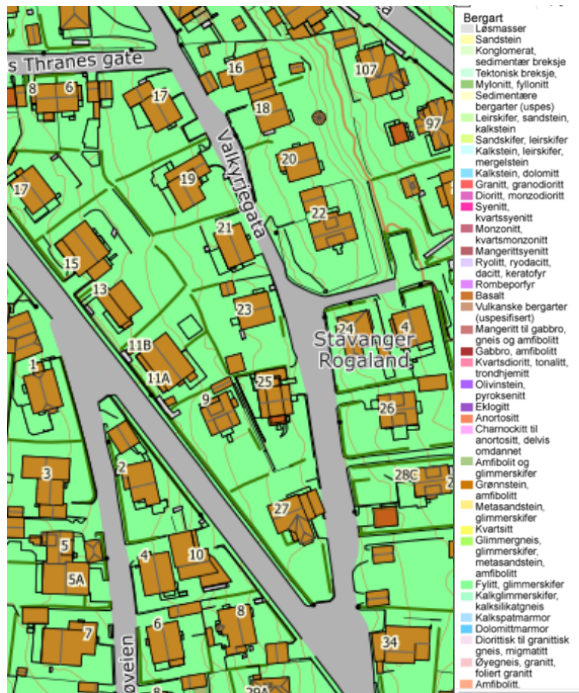 s Thranes gate
8
6
17
16
18
107
97
20
19
17
Valkyriegata
22
21
15
13
23
Stavanger
Rogaland
24
4
11B
11A
1
9
25
26
2
3
28C
2
27
5
5A
4
10
7
6
8
34
øveien
8
29A
Bergart
Løsmasser
Sandstein
Konglomerat,
sedimentær breksje
Tektonisk breksje,
Mylonitt, fyllonitt
Sedimentære
bergarter (uspes)
Leirskifer, sandstein,
kalkstein
Sandskifer, leirskifer
Kalkstein, leirskifer,
mergelstein
Kalkstein, dolomitt
Granitt, granodioritt
Dioritt, monzodioritt
Syenitt,
kvartssyenitt
Monzonitt,
kvartsmonzonitt
Mangerittsyenitt
Ryolitt, ryodacitt,
dacitt, keratofyr
Rombeporfyr
Basalt
Vulkanske bergarter
(uspesifisert)
Mangeritt til gabbro,
gneis og amfibolitt
Gabbro, amfibolitt
Kvartsdioritt, tonalitt,
trondhjemitt
Olivinstein,
pyroksenitt
Eklogitt
Anortositt
Charnockitt til
anortositt, delvis
omdannet
Amfibolit og
glimmerskifer
Grønnstein,
amfibolitt
Metasandstein,
glimmerskifer
Kvartsitt
Glimmergneis,
glimmerskifer,
metasandstein,
amfibolitt
Fylitt, glimmerskifer
Kalkglimmerskifer,
kalksilikatgneis
Kalkspatmarmor
Dolomittmarmor
Diorittisk til granittisk
gneis, migmatitt
Øyegneis, granitt,
foliert granitt
Amfibolitt,